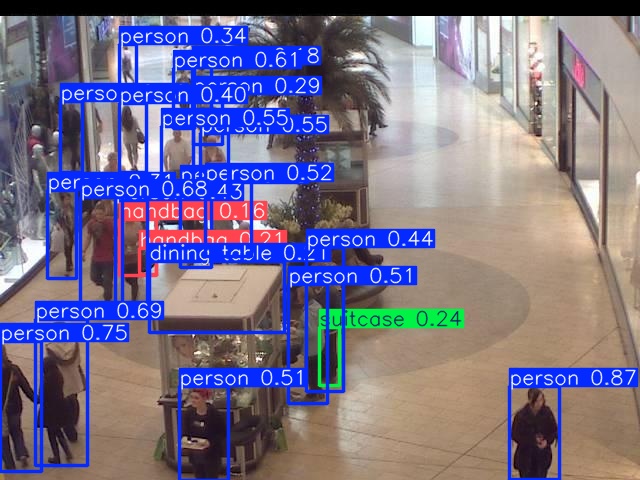 person 0.34
person 0.61
8
person 0.29
person 0.40
person 0.55
person 0.55
person 0.52
person 0.68
43
handbag 0.16
handbag 0.21
dining table 0.21
person 0.44
person 0.51
person 0.69
suitcase 0.24
person 0.75
person 0.51
person 0.87